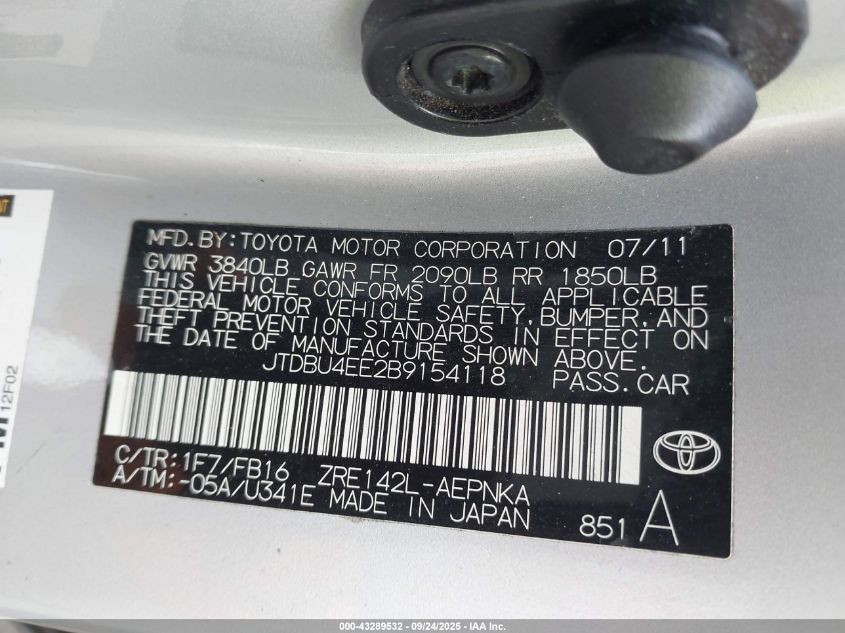 MFD. BY: TOYOTA MOTOR CORPORATION 07/11
GVWR 3840LB GAWR FR 2090LB RR 1850LB
THIS VEHICLE CONFORMS TO ALL APPLICABLE
FEDERAL MOTOR VEHICLE SAFETY, BUMPER, AND
THEFT PREVENTION STANDARDS IN EFFECT ON
THE DATE OF MANUFACTURE SHOWN ABOVE.
JTDBU4EE2B9154118 PASS. CAR
C/TR: 1F7/FB16 ZRE142L-AEPNKA
A/TM: -05A/U341E MADE IN JAPAN
851 A
12F02
000-43289532 - 09/24/2025 - IAA Inc.